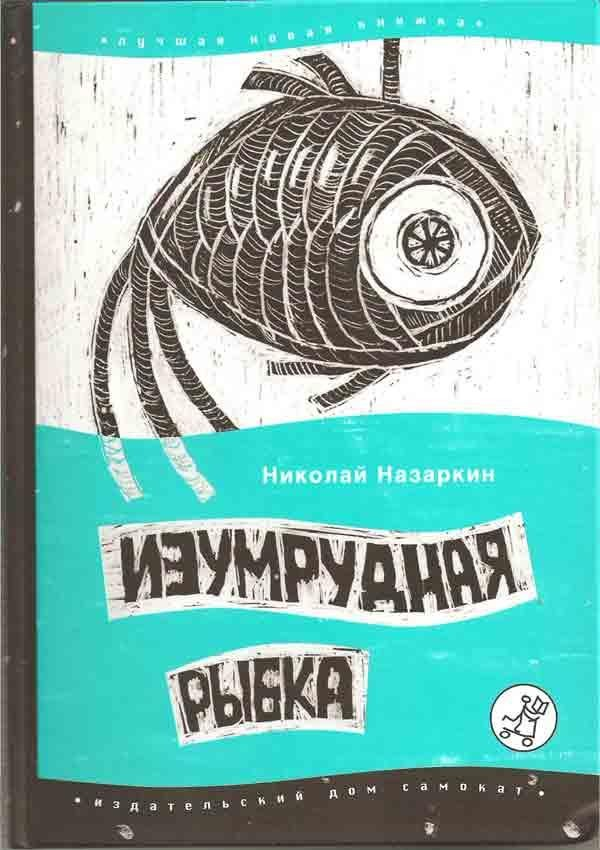 • лучшая новая книжка •
Николай Назаркин
ИЗУМРУДНАЯ
РЫБКА
• издательский дом самокат •